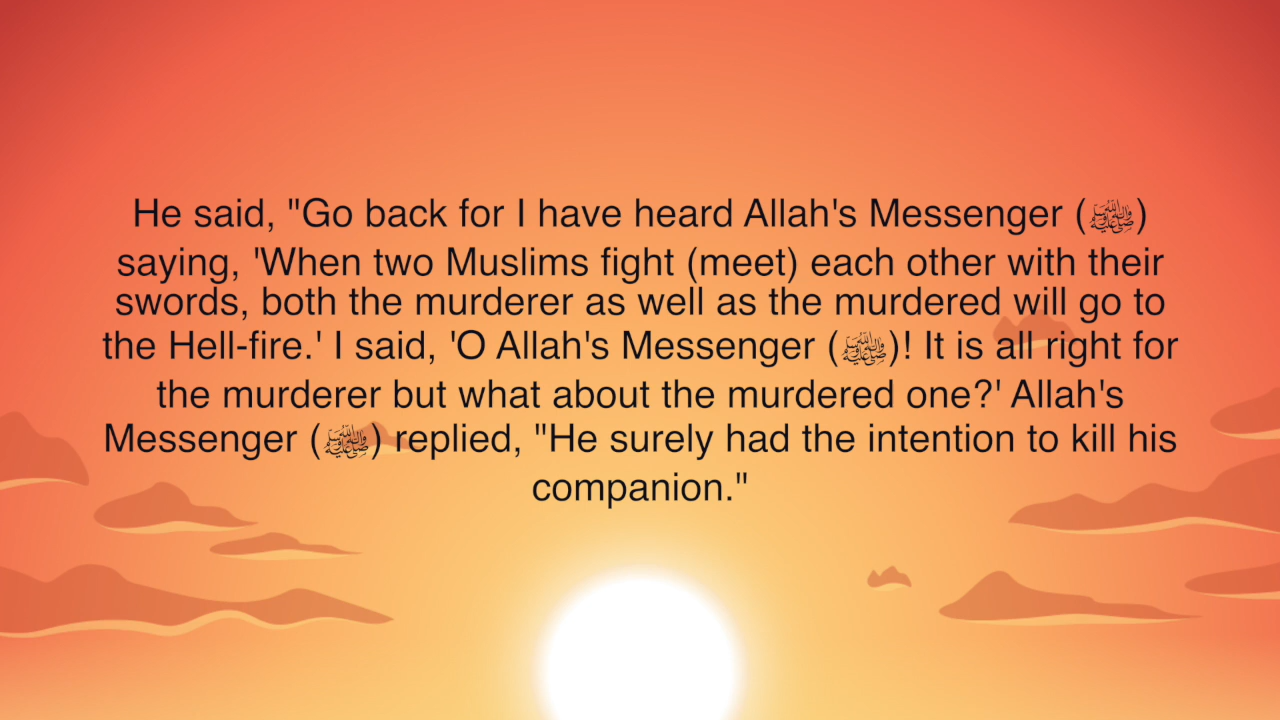 He said, "Go back for I have heard Allah's Messenger (ﷺ)
saying, 'When two Muslims fight (meet) each other with their
swords, both the murderer as well as the murdered will go to
the Hell-fire.' I said, 'O Allah's Messenger (ﷺ)! It is all right for
the murderer but what about the murdered one?' Allah's
Messenger (ﷺ) replied, "He surely had the intention to kill his
companion."